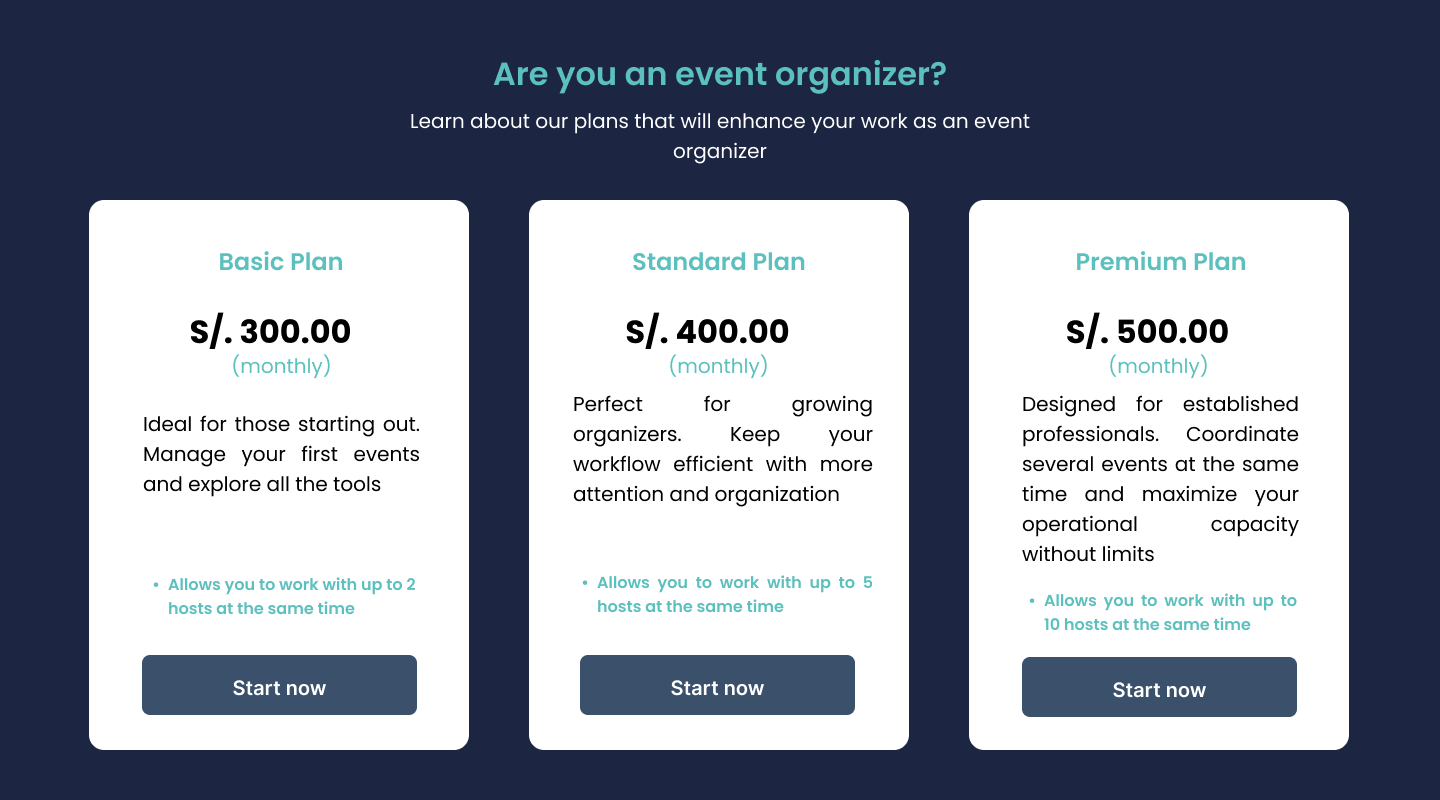 Are you an event organizer?
Learn about our plans that will enhance your work as an event
organizer
Basic Plan
S/. 300.00
(monthly)
Ideal for those starting out.
Manage your first events
and explore all the tools
• Allows you to work with up to 2
hosts at the same time
Start now
Standard Plan
S/. 400.00
(monthly)
Perfect for growing
organizers. Keep your
workflow efficient with more
attention and organization
• Allows you to work with up to 5
hosts at the same time
Start now
Premium Plan
S/. 500.00
(monthly)
Designed for established
professionals. Coordinate
several events at the same
time and maximize your
operational capacity
without limits
• Allows you to work with up to
10 hosts at the same time
Start now